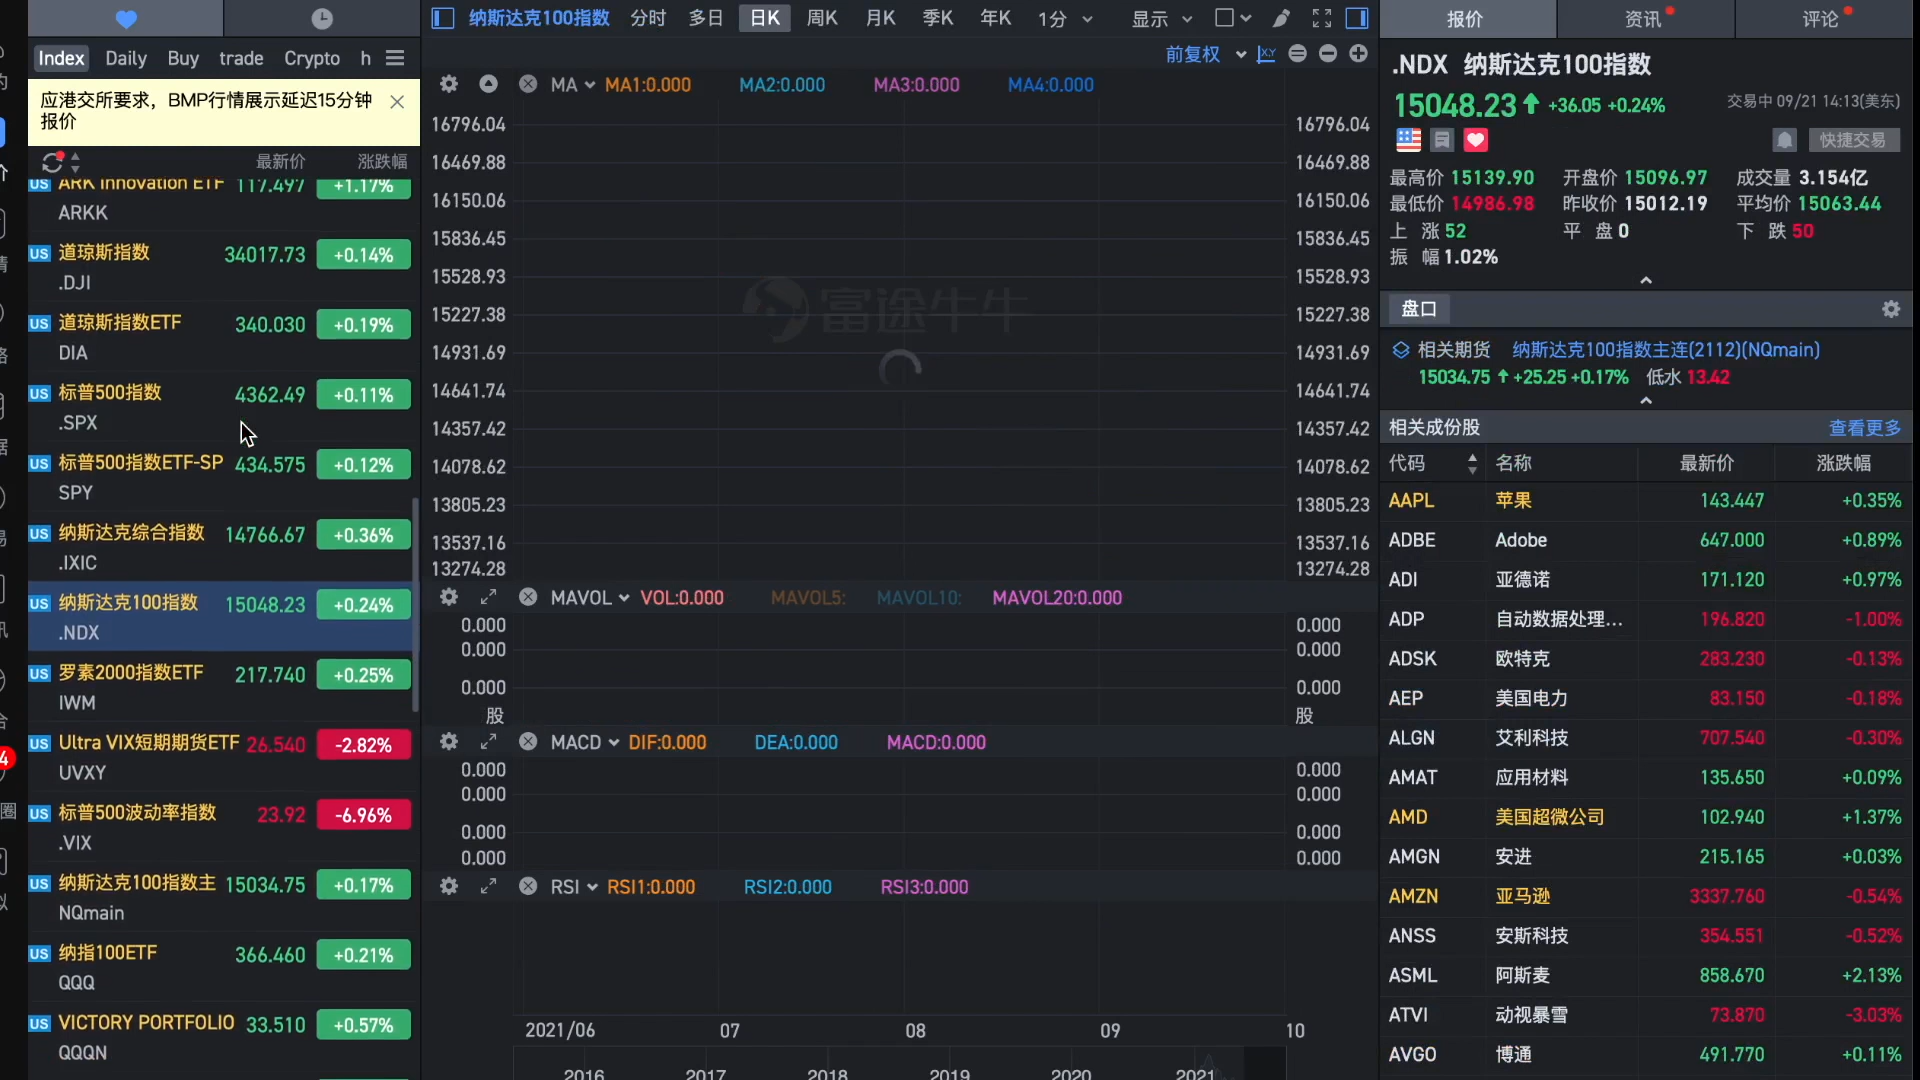 纳斯达克100指数 分时 多日 日K 周K 月K 季K 年K 1分 显示
报价 资讯 评论
Index Daily Buy trade Crypto h
前复权
应港交所要求，BMP行情展示延迟15分钟
报价
最新价 涨跌幅
US ARK Innovation ETF 117.497 +1.17%
ARKK
US 道琼斯指数 34017.73 +0.14%
.DJI
US 道琼斯指数ETF 340.030 +0.19%
DIA
US 标普500指数 4362.49 +0.11%
.SPX
US 标普500指数ETF-SP 434.575 +0.12%
SPY
US 纳斯达克综合指数 14766.67 +0.36%
.IXIC
US 纳斯达克100指数 15048.23 +0.24%
.NDX
US 罗素2000指数ETF 217.740 +0.25%
IWM
US Ultra VIX短期期货ETF 26.540 -2.82%
UVXY
US 标普500波动率指数 23.92 -6.96%
.VIX
US 纳斯达克100指数主 15034.75 +0.17%
NQmain
US 纳指100ETF 366.460 +0.21%
QQQ
US VICTORY PORTFOLIO 33.510 +0.57%
QQQN
MA MA1:0.000 MA2:0.000 MA3:0.000 MA4:0.000
16796.04 16796.04
16469.88 16469.88
16150.06 16150.06
15836.45 15836.45
15528.93 15528.93
15227.38 15227.38
14931.69 14931.69
14641.74 14641.74
14357.42 14357.42
14078.62 14078.62
13805.23 13805.23
13537.16 13537.16
13274.28 13274.28
富途牛牛
MAVOL VOL:0.000 MAVOL5: MAVOL10: MAVOL20:0.000
0.000 0.000
0.000 0.000
0.000 0.000
股 股
MACD DIF:0.000 DEA:0.000 MACD:0.000
0.000 0.000
0.000 0.000
0.000 0.000
0.000 0.000
RSI RSI1:0.000 RSI2:0.000 RSI3:0.000
2021/06 07 08 09 10
2016 2017 2018 2019 2020 2021
.NDX 纳斯达克100指数
15048.23 +36.05 +0.24% 交易中 09/21 14:13(美东)
快捷交易
最高价 15139.90 开盘价 15096.97 成交量 3.154亿
最低价 14986.98 昨收价 15012.19 平均价 15063.44
上 涨 52 平 盘 0 下 跌 50
振 幅 1.02%
盘口
相关期货 纳斯达克100指数主连(2112)(NQmain)
15034.75 +25.25 +0.17% 低水 13.42
相关成份股 查看更多
代码 名称 最新价 涨跌幅
AAPL 苹果 143.447 +0.35%
ADBE Adobe 647.000 +0.89%
ADI 亚德诺 171.120 +0.97%
ADP 自动数据处理... 196.820 -1.00%
ADSK 欧特克 283.230 -0.13%
AEP 美国电力 83.150 -0.18%
ALGN 艾利科技 707.540 -0.30%
AMAT 应用材料 135.650 +0.09%
AMD 美国超微公司 102.940 +1.37%
AMGN 安进 215.165 +0.03%
AMZN 亚马逊 3337.760 -0.54%
ANSS 安斯科技 354.551 -0.52%
ASML 阿斯麦 858.670 +2.13%
ATVI 动视暴雪 73.870 -3.03%
AVGO 博通 491.770 +0.11%